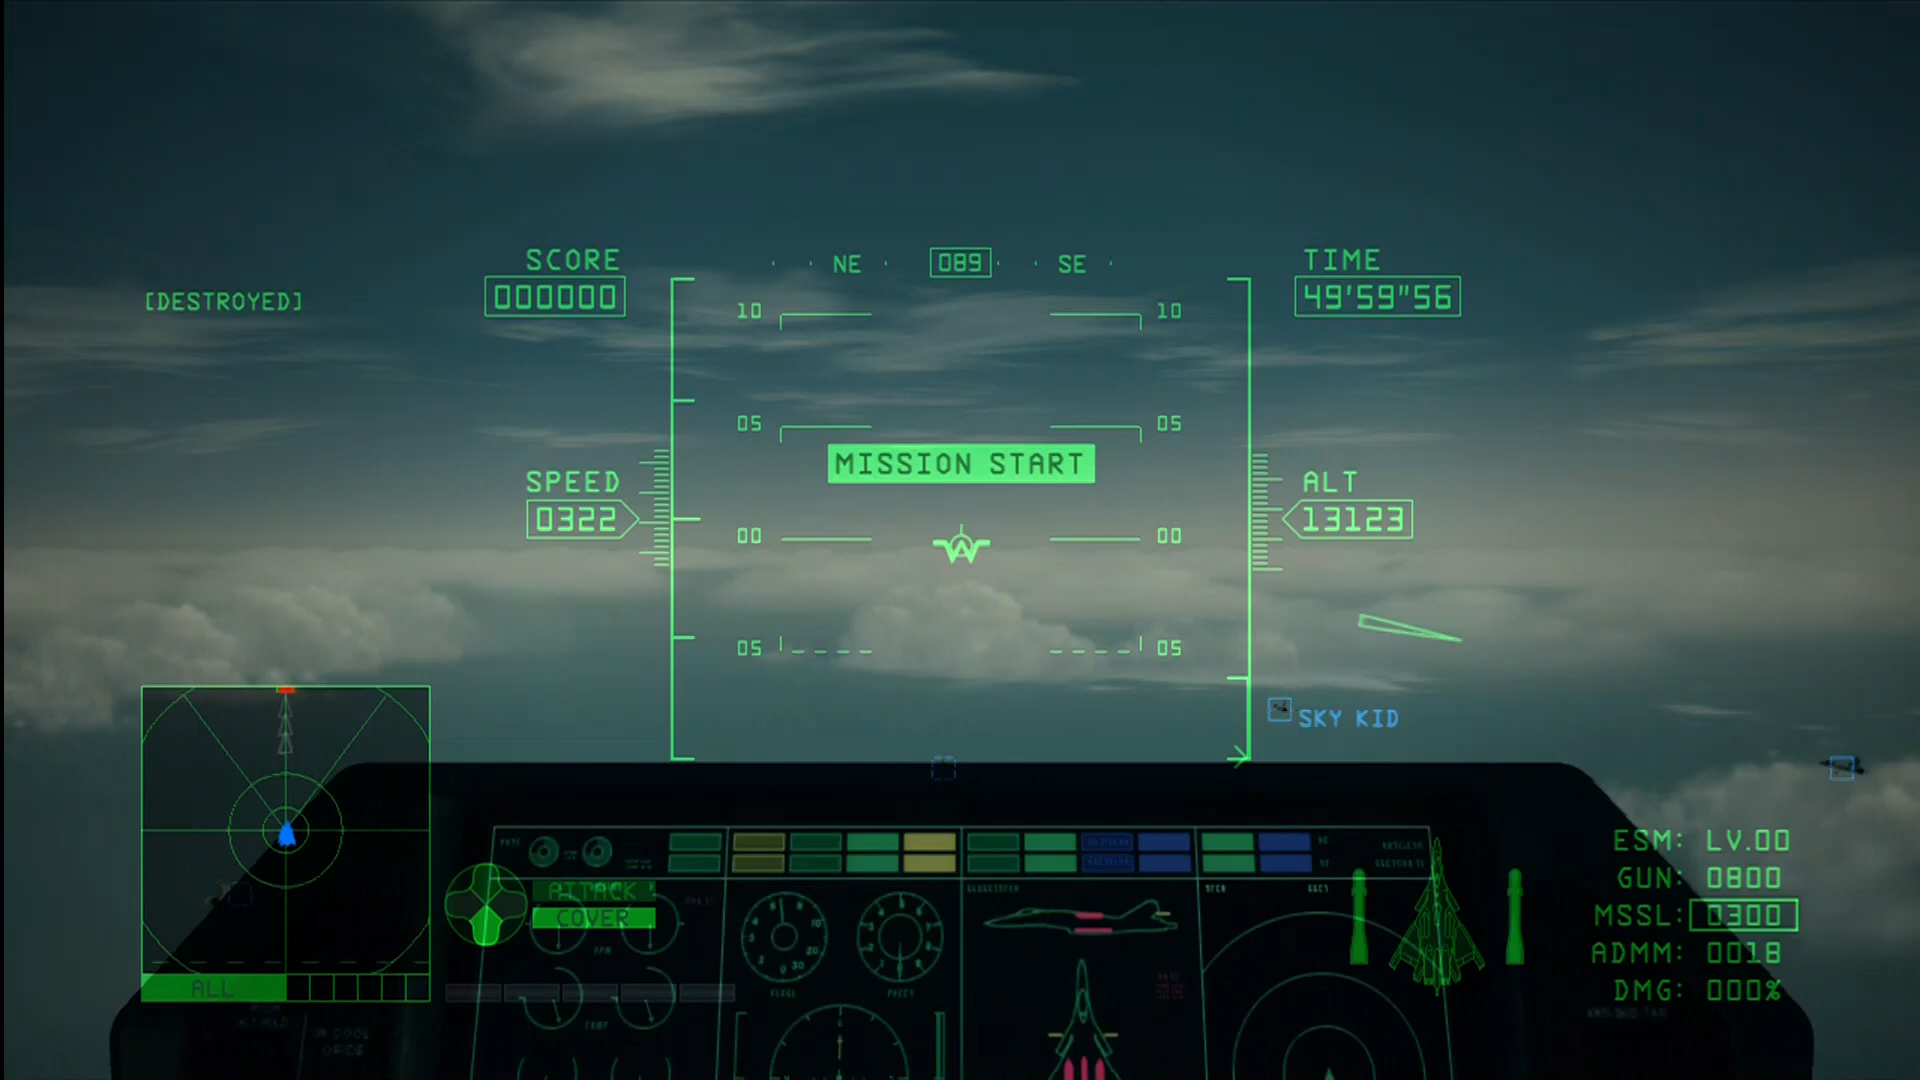 SCORE
000000
NE 089 SE
TIME
49'59"56
[DESTROYED]
10 10
05 05
MISSION START
SPEED
0322
ALT
13123
00 00
05 05
SKY KID
ESM: LV.00
GUN: 0800
MSSL: 0300
ADMM: 0018
DMG: 000%
ATTACK
COVER
ALL